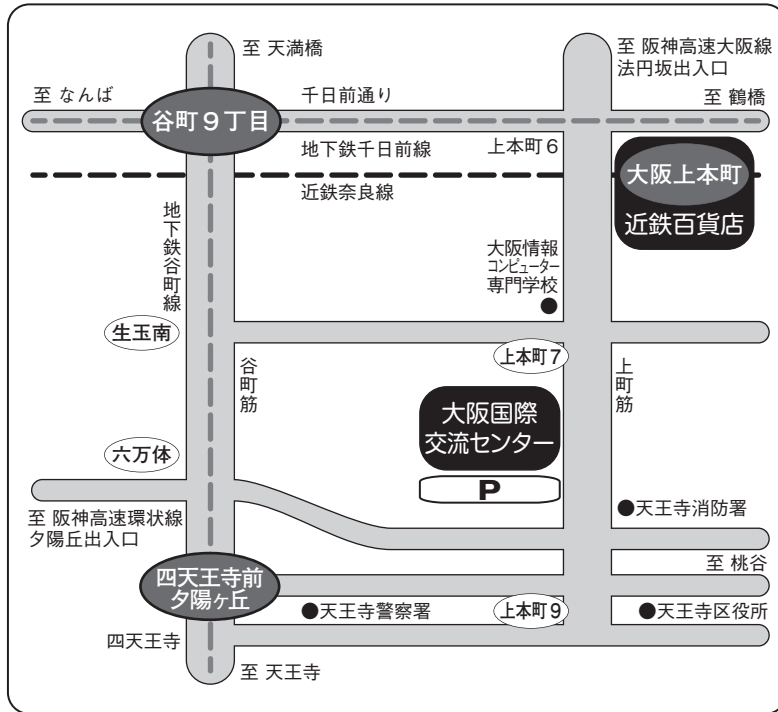 至 天満橋
至 阪神高速大阪線
法円坂出入口
至 なんば
千日前通り
至 鶴橋
谷町9丁目
地下鉄千日前線
上本町6
大阪上本町
近鉄奈良線
近鉄百貨店
地下鉄谷町線
大阪情報
コンピューター
専門学校
生玉南
上本町7
谷町筋
上町筋
大阪国際
交流センター
六万体
P
至 阪神高速環状線
夕陽丘出入口
●天王寺消防署
至 桃谷
四天王寺前
夕陽ヶ丘
●天王寺警察署
上本町9
●天王寺区役所
四天王寺
至 天王寺